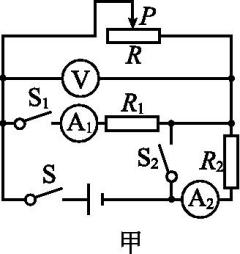 P
R
V
S₁ A₁ R₁
S₂ R₂
S A₂
甲